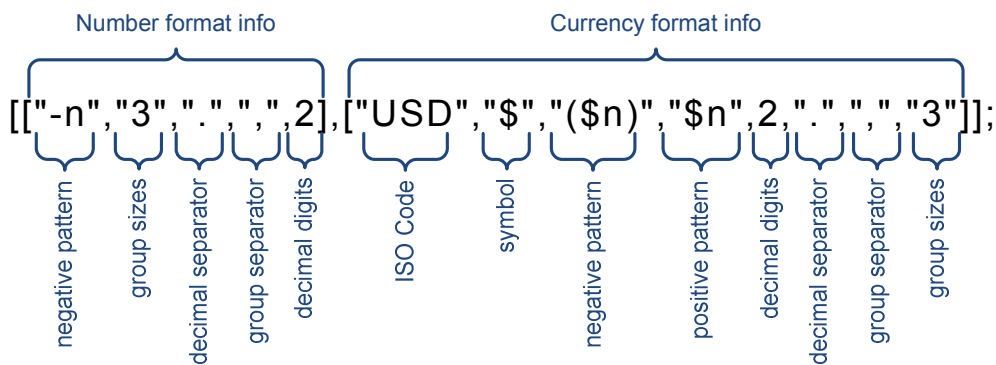 Number format info
Currency format info
[["-n","3",".",",",2],["USD","$","($n)","$n",2,".",",","3"]];
negative pattern
group sizes
decimal separator
group separator
decimal digits
ISO Code
symbol
negative pattern
positive pattern
decimal digits
decimal separator
group separator
group sizes